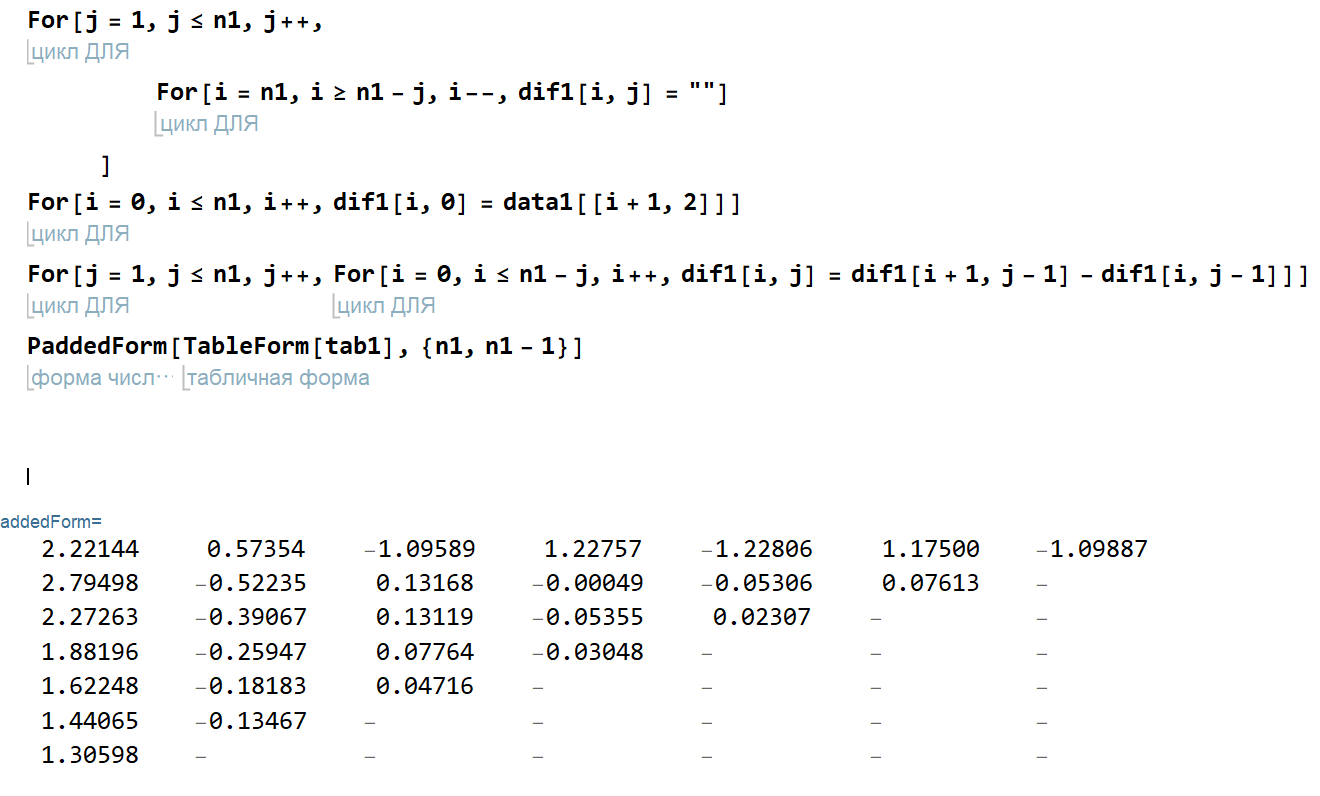 For[j = 1, j ≤ n1, j++,
цикл ДЛЯ
For[i = n1, i ≥ n1 - j, i--, dif1[i, j] = ""]
цикл ДЛЯ
]
For[i = 0, i ≤ n1, i++, dif1[i, 0] = data1[[i + 1, 2]]]
цикл ДЛЯ
For[j = 1, j ≤ n1, j++, For[i = 0, i ≤ n1 - j, i++, dif1[i, j] = dif1[i + 1, j - 1] - dif1[i, j - 1]]]
цикл ДЛЯ цикл ДЛЯ
PaddedForm[TableForm[tab1], {n1, n1 - 1}]
форма числ… табличная форма
addedForm=
2.22144 0.57354 -1.09589 1.22757 -1.22806 1.17500 -1.09887
2.79498 -0.52235 0.13168 -0.00049 -0.05306 0.07613 -
2.27263 -0.39067 0.13119 -0.05355 0.02307 - -
1.88196 -0.25947 0.07764 -0.03048 - - -
1.62248 -0.18183 0.04716 - - - -
1.44065 -0.13467 - - - - -
1.30598 - - - - - -